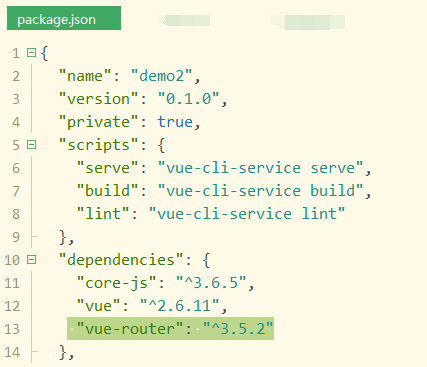 package.json
1 {
2 "name": "demo2",
3 "version": "0.1.0",
4 "private": true,
5 "scripts": {
6 "serve": "vue-cli-service serve",
7 "build": "vue-cli-service build",
8 "lint": "vue-cli-service lint"
9 },
10 "dependencies": {
11 "core-js": "^3.6.5",
12 "vue": "^2.6.11",
13 "vue-router": "^3.5.2"
14 },